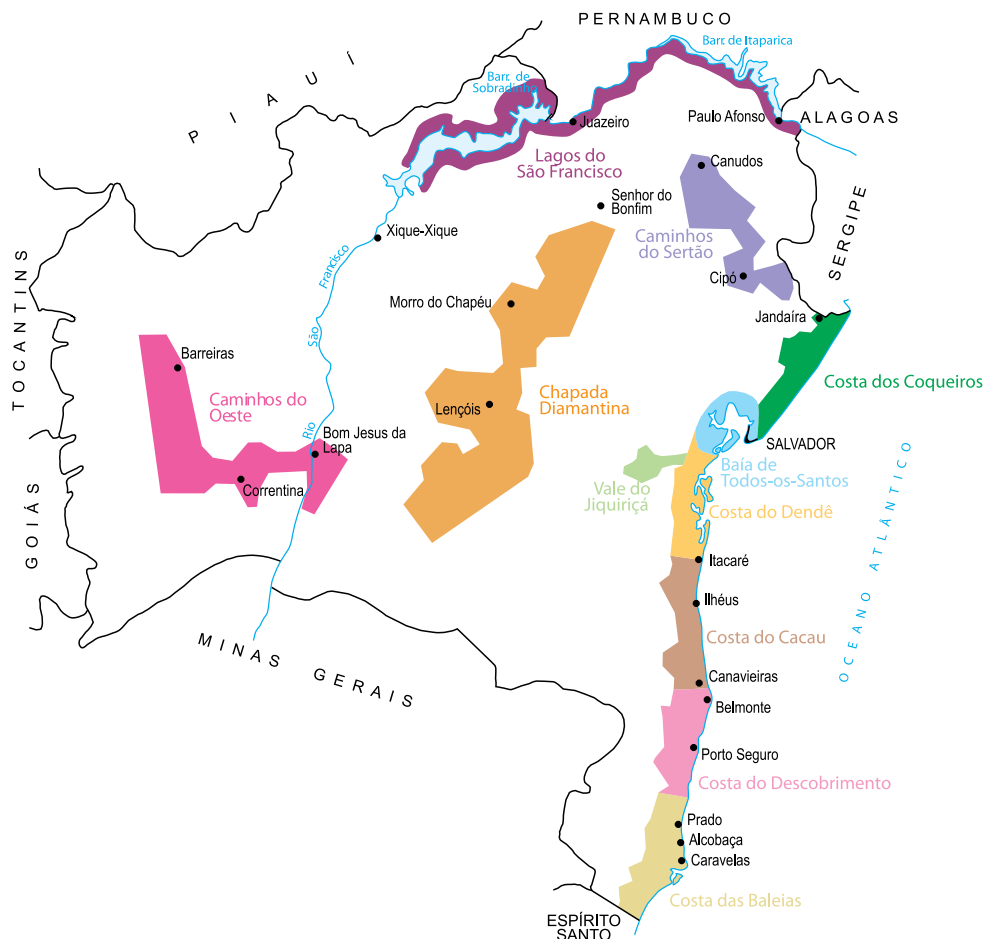 PERNAMBUCO
Barr. de Itaparica
PIAUÍ
Barr. de
Sobradinho
Juazeiro
Paulo Afonso
ALAGOAS
Lagos do
São Francisco
Canudos
Senhor do
Bonfim
SERGIPE
Xique-Xique
Caminhos
do Sertão
Cipó
TOCANTINS
Rio São Francisco
Morro do Chapéu
Jandaíra
Barreiras
Costa dos Coqueiros
Caminhos do
Oeste
Lençóis
Chapada
Diamantina
Bom Jesus da
Lapa
SALVADOR
Baía de
Todos-os-Santos
Correntina
Vale do
Jiquiriçá
Costa do Dendê
GOIÁS
OCEANO ATLÂNTICO
Itacaré
Ilhéus
Costa do Cacau
MINAS GERAIS
Canavieiras
Belmonte
Porto Seguro
Costa do Descobrimento
Prado
Alcobaça
Caravelas
Costa das Baleias
ESPÍRITO
SANTO